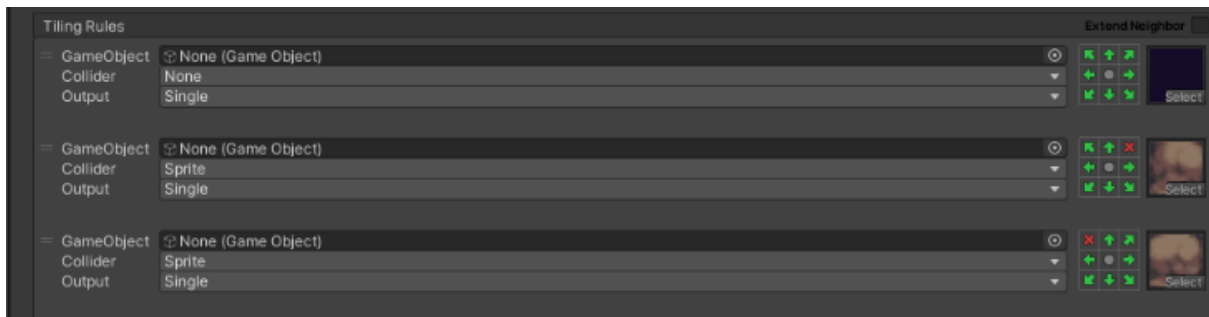 Tiling Rules Extend Neighbor
GameObject None (Game Object)
Collider None
Output Single
Select
GameObject None (Game Object)
Collider Sprite
Output Single
Select
GameObject None (Game Object)
Collider Sprite
Output Single
Select